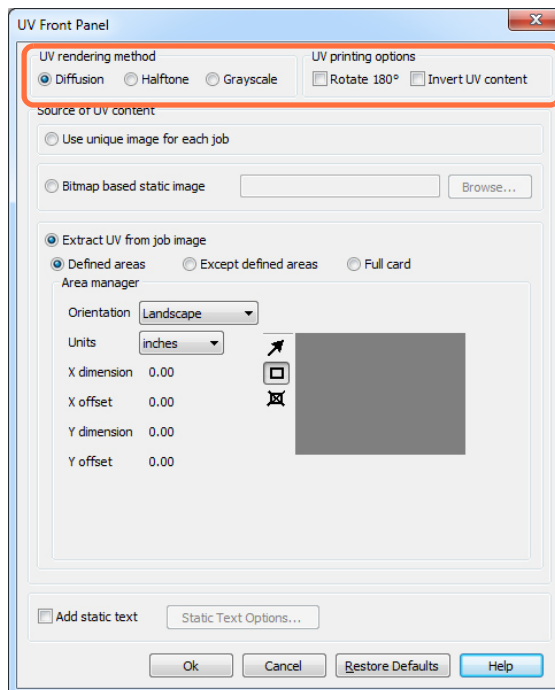 UV Front Panel
UV rendering method
UV printing options
Diffusion Halftone Grayscale
Rotate 180° Invert UV content
Source of UV content
Use unique image for each job
Bitmap based static image Browse...
Extract UV from job image
Defined areas Except defined areas Full card
Area manager
Orientation Landscape
Units inches
X dimension 0.00
X offset 0.00
Y dimension 0.00
Y offset 0.00
Add static text Static Text Options...
Ok Cancel Restore Defaults Help